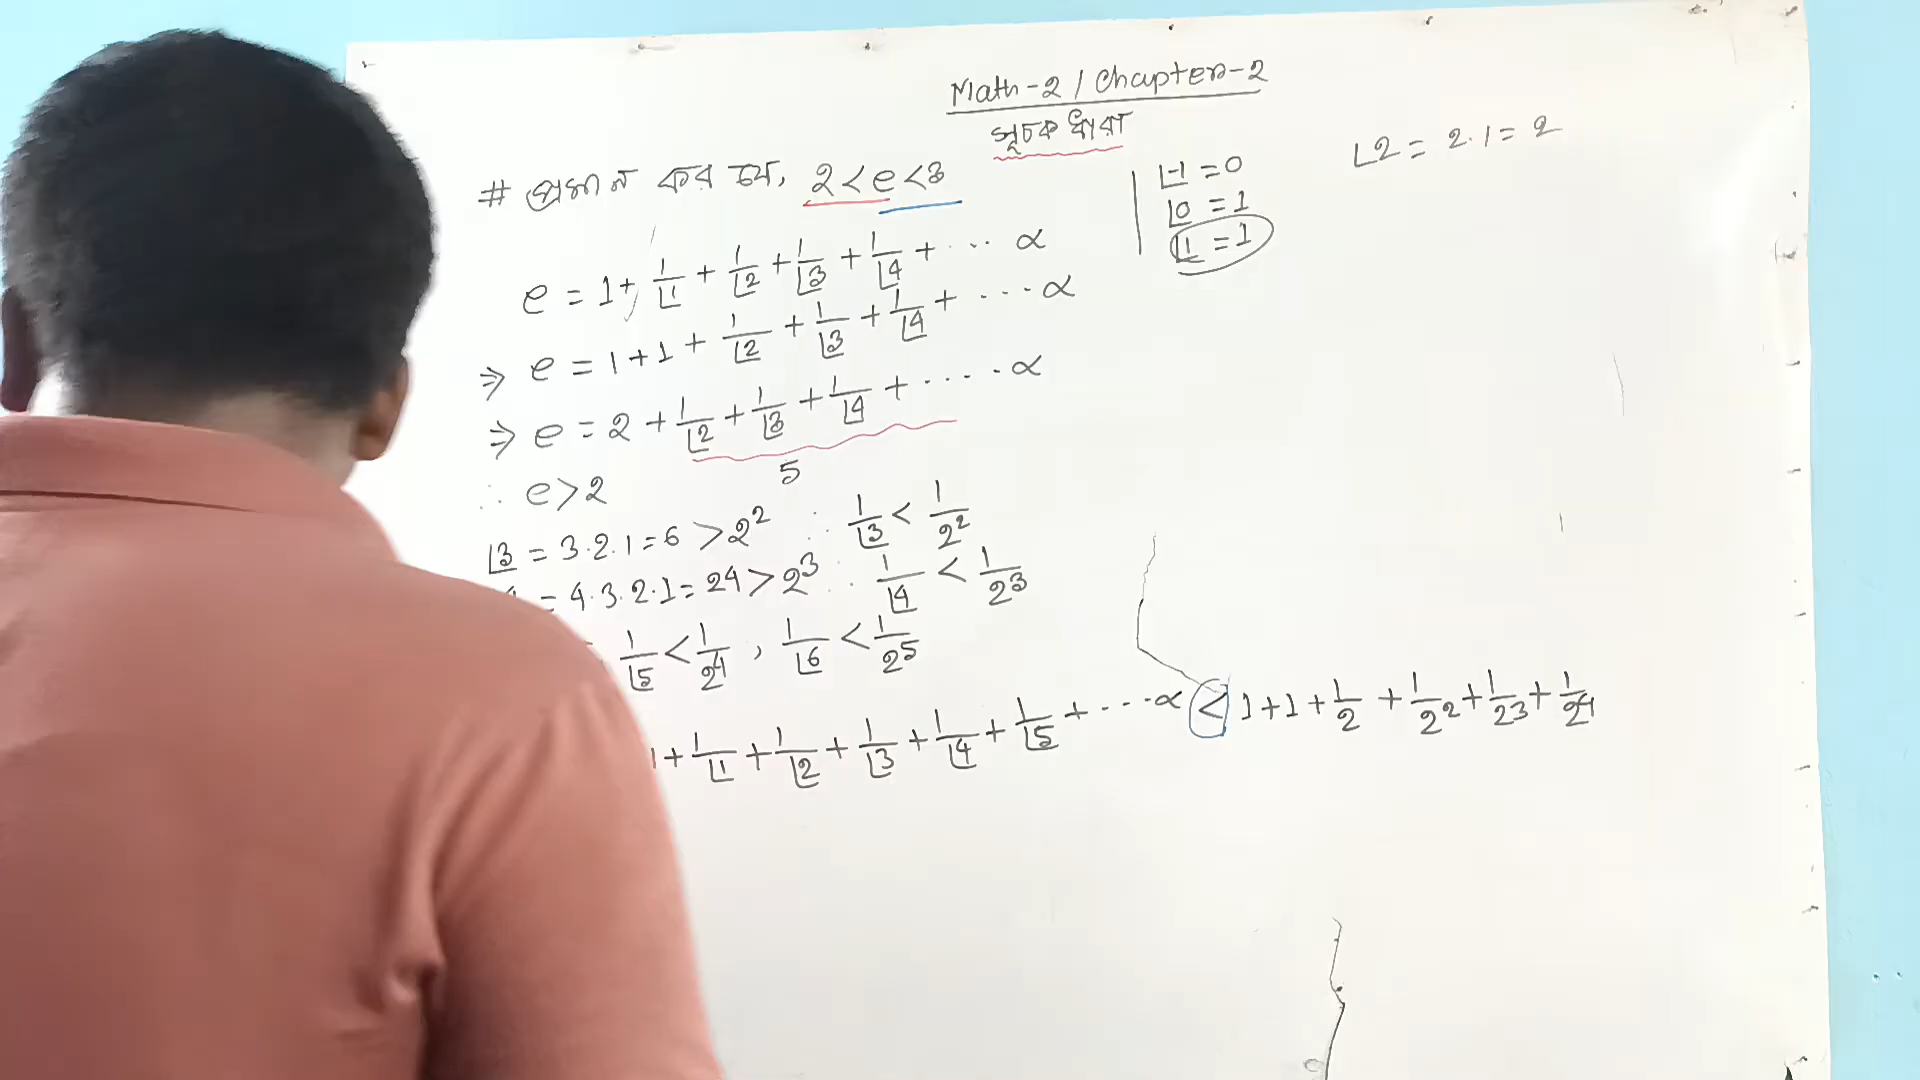 Math-2 / Chapter-2
সূচক ধারা
# প্রমাণ কর যে, 2<e<3
⌊-1 = 0
⌊0 = 1
⌊1 = 1
⌊2 = 2.1 = 2
e = 1 + 1/⌊1 + 1/⌊2 + 1/⌊3 + 1/⌊4 + ... ∝
⇒ e = 1 + 1 + 1/⌊2 + 1/⌊3 + 1/⌊4 + .... ∝
⇒ e = 2 + 1/⌊2 + 1/⌊3 + 1/⌊4 + ..... ∝
5
∴ e > 2
⌊3 = 3.2.1 = 6 > 2² ∴ 1/⌊3 < 1/2²
= 4.3.2.1 = 24 > 2³ ∴ 1/⌊4 < 1/2³
1/⌊5 < 1/2⁴ , 1/⌊6 < 1/2⁵
1 + 1/⌊1 + 1/⌊2 + 1/⌊3 + 1/⌊4 + 1/⌊5 + ...∝ < 1 + 1 + 1/2 + 1/2² + 1/2³ + 1/2⁴